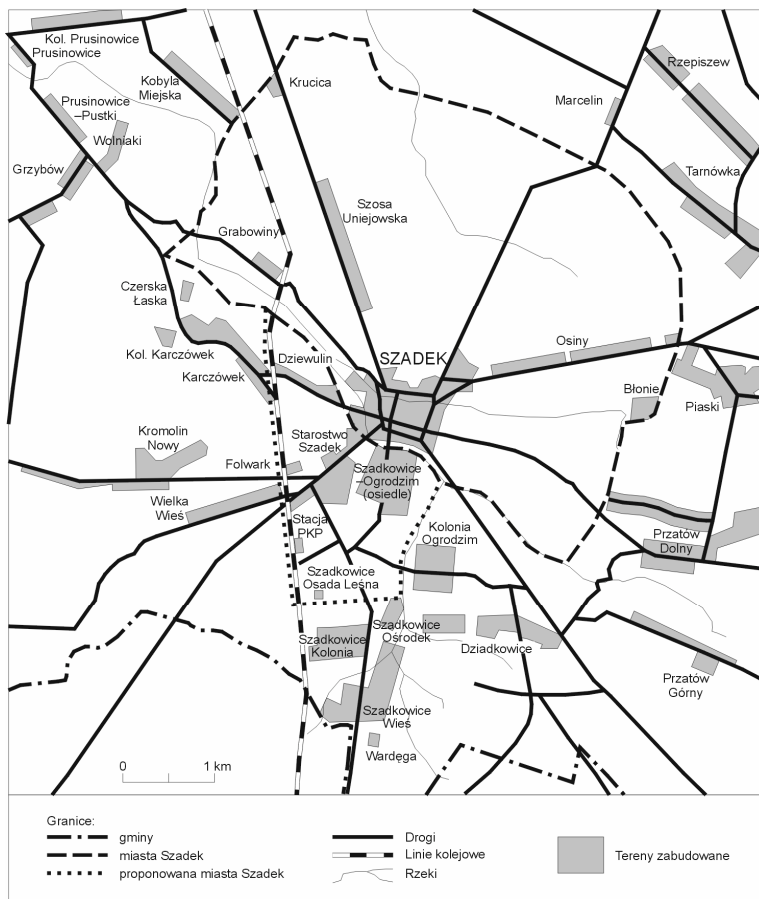 Kol. Prusinowice
Prusinowice
Kobyla
Miejska
Krucica
Rzepiszew
Marcelin
Prusinowice
–Pustki
Wolniaki
Grzybów
Tarnówka
Szosa
Uniejowska
Grabowiny
Czerska
Łaska
Kol. Karczówek
Karczówek
Dziewulin
SZADEK
Osiny
Błonie
Piaski
Kromolin
Nowy
Starostwo
Szadek
Folwark
Szadkowice
–Ogrodzim
(osiedle)
Wielka
Wieś
Stacja
PKP
Kolonia
Ogrodzim
Przatów
Dolny
Szadkowice
Osada Leśna
Szadkowice
Kolonia
Szadkowice
Ośrodek
Dziadkowice
Przatów
Górny
Szadkowice
Wieś
Wardęga
0 1 km
Granice:
gminy
miasta Szadek
proponowana miasta Szadek
Drogi
Linie kolejowe
Rzeki
Tereny zabudowane